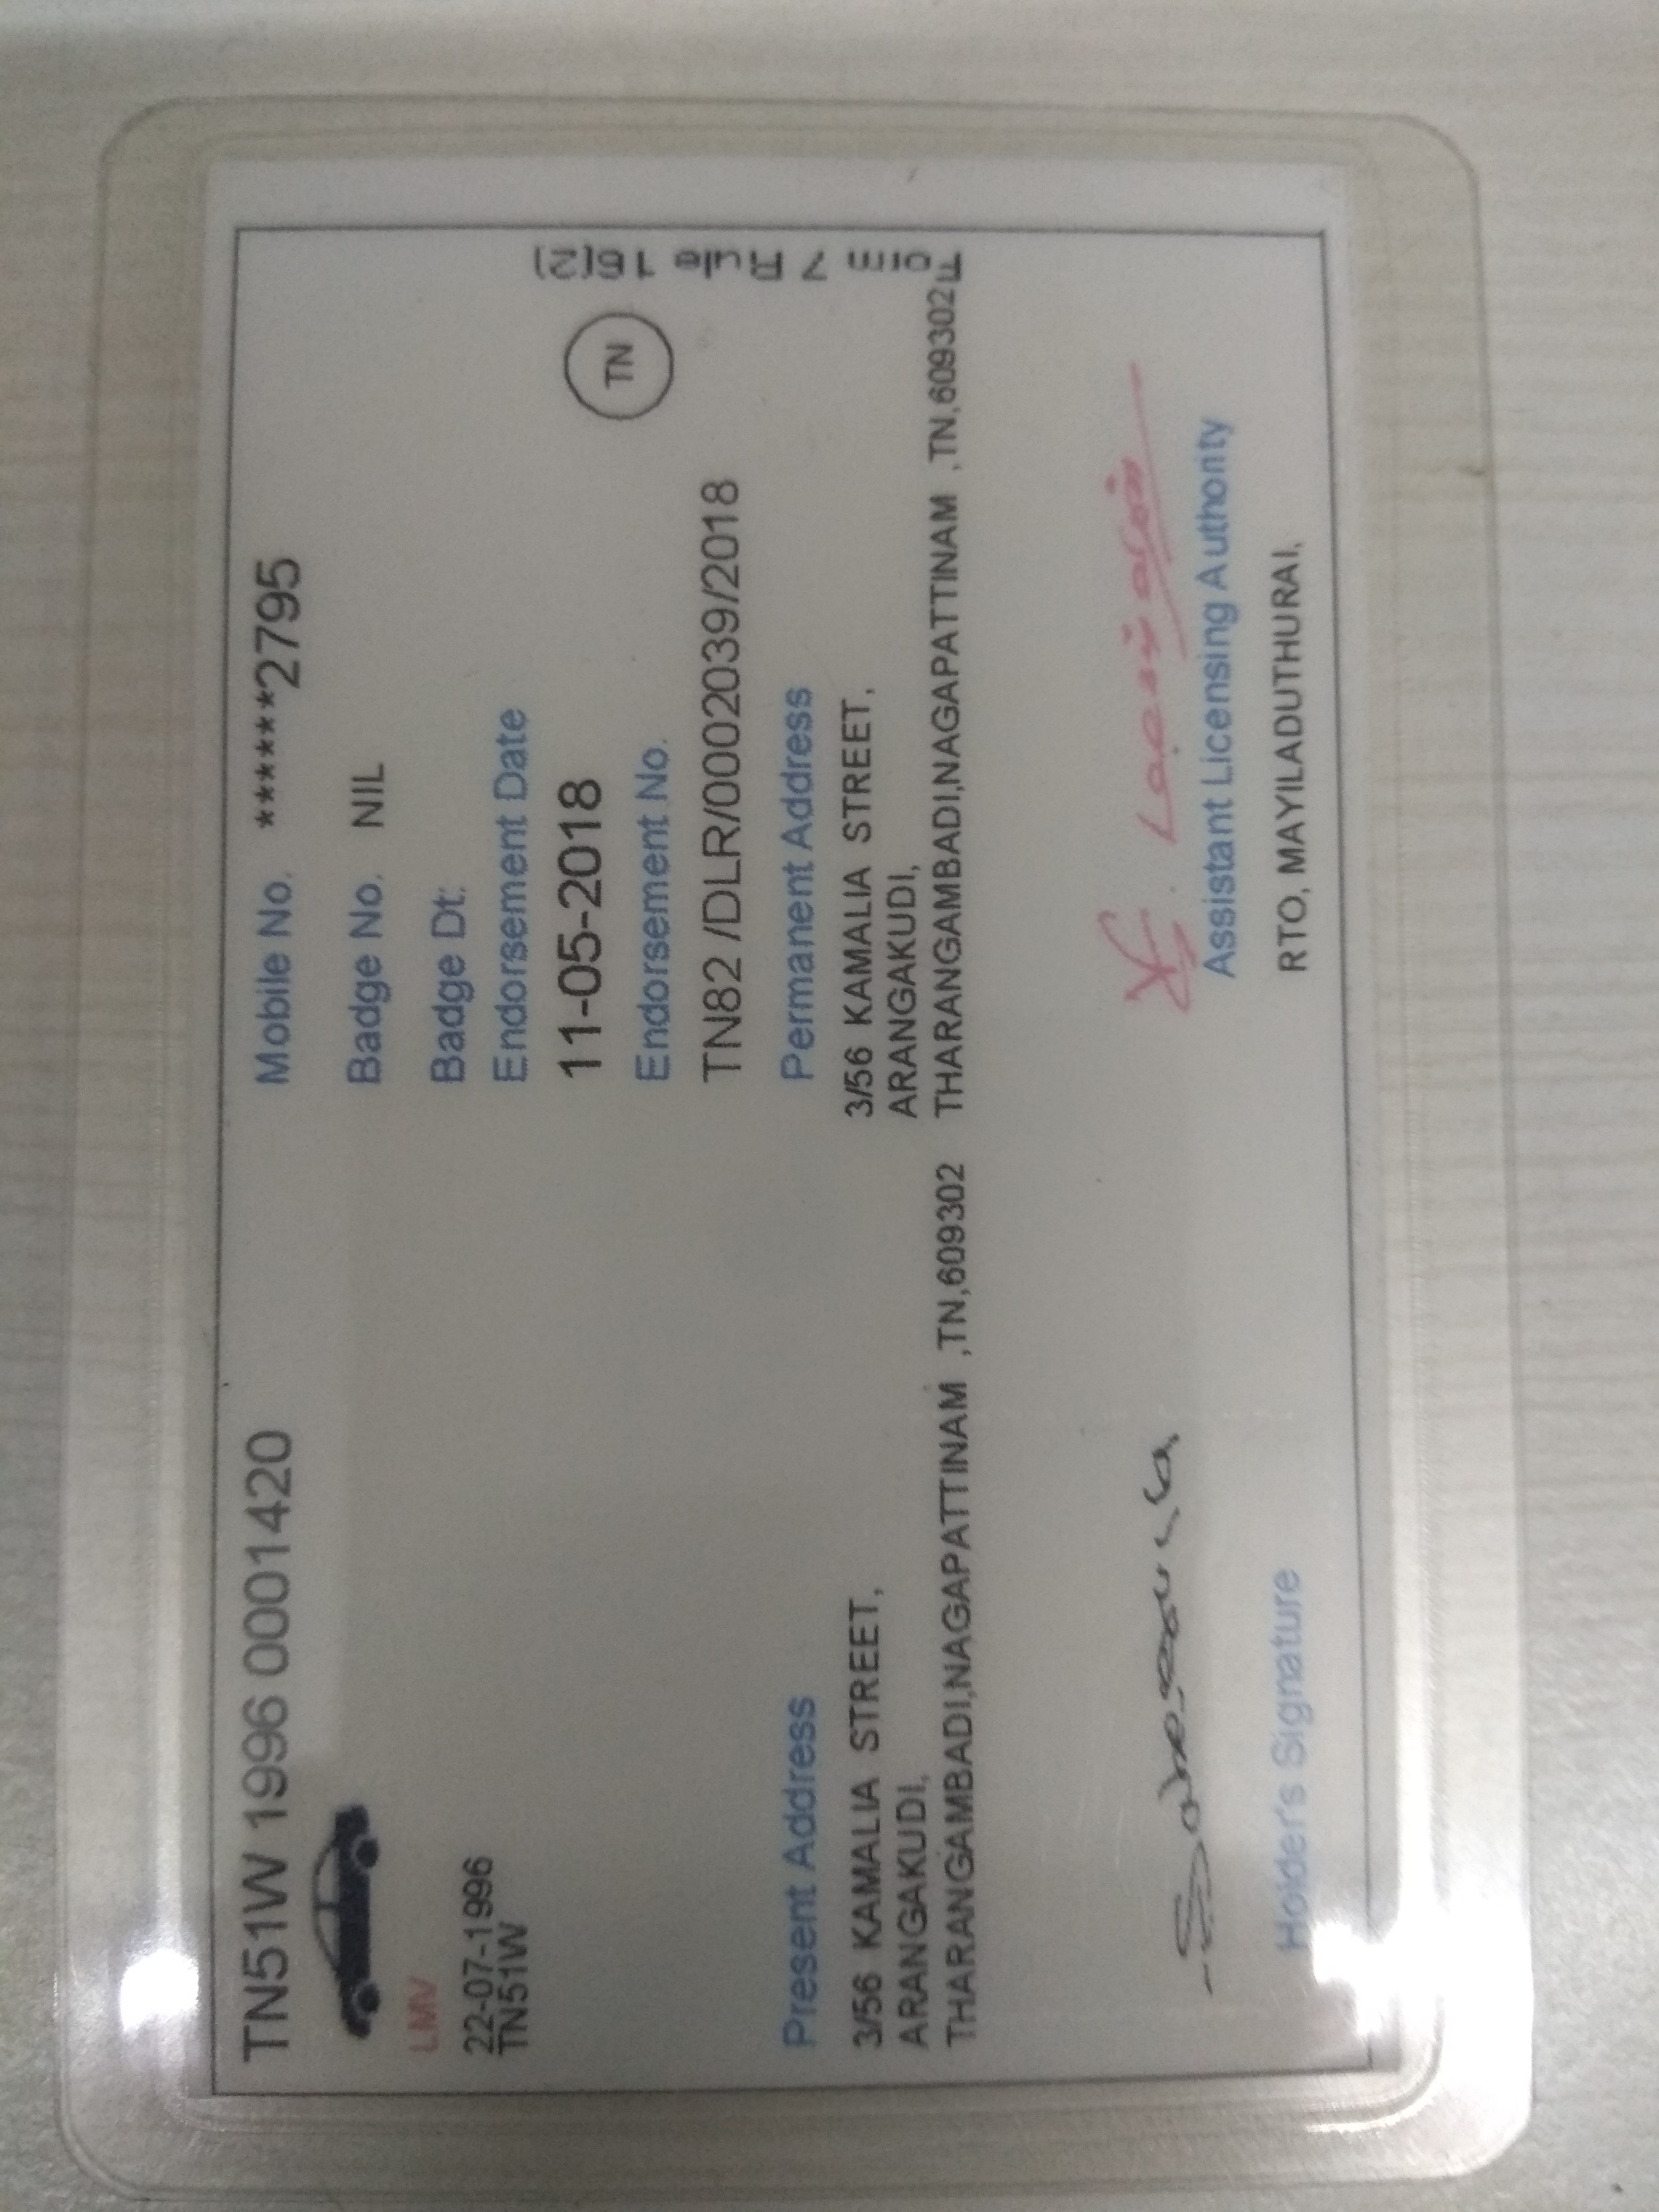 TN51W 1996 0001420
Mobile No. ******2795
LMV
22-07-1996
TN51W
Badge No. NIL
Badge Dt:
Endorsement Date
11-05-2018
TN
Endorsement No.
TN82 /DLR/0002039/2018
Form 7 Rule 16(2)
Present Address
3/56 KAMALIA STREET,
ARANGAKUDI,
THARANGAMBADI,NAGAPATTINAM ,TN,609302
Permanent Address
3/56 KAMALIA STREET,
ARANGAKUDI,
THARANGAMBADI,NAGAPATTINAM ,TN,609302
Holder's Signature
Assistant Licensing Authority
RTO, MAYILADUTHURAI,